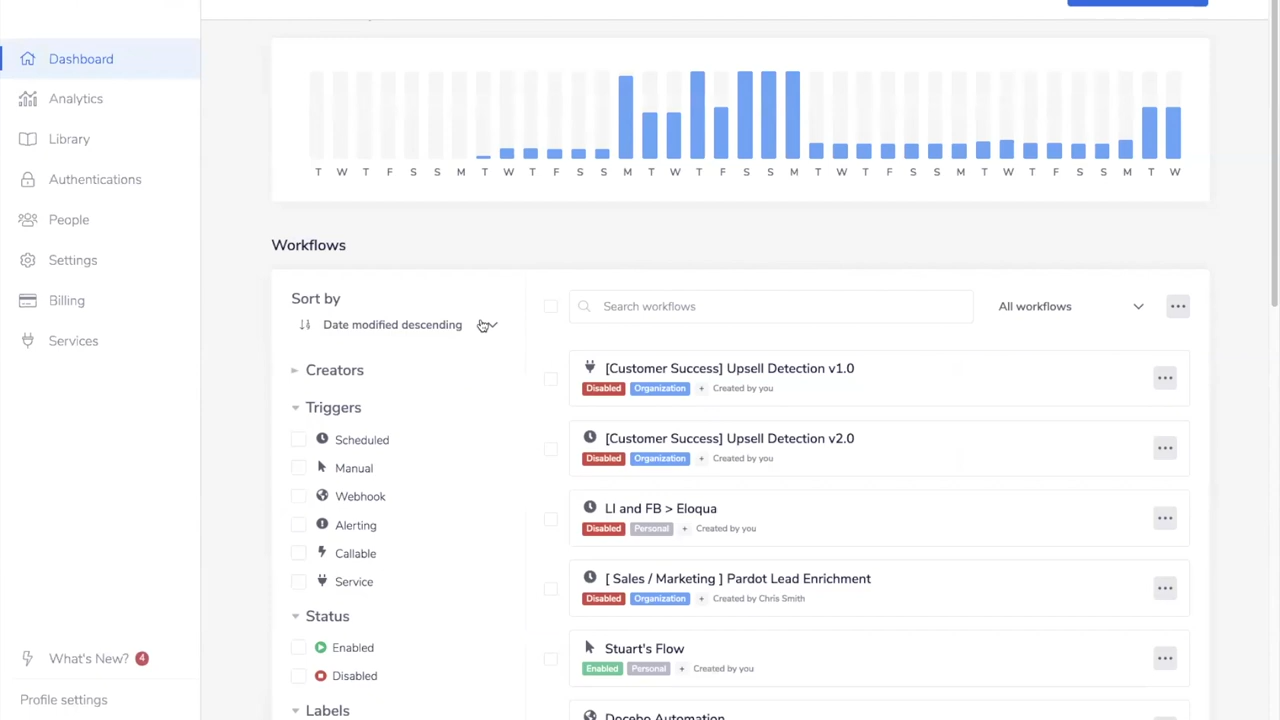 Dashboard
Analytics
Library
Authentications
People
Settings
Billing
Services
What's New? 4
Profile settings
T W T F S S M T W T F S S M T W T F S S M T W T F S S M T W T F S S M T W
Workflows
Sort by
Date modified descending
Creators
Triggers
Scheduled
Manual
Webhook
Alerting
Callable
Service
Status
Enabled
Disabled
Labels
Search workflows
All workflows
[Customer Success] Upsell Detection v1.0
Disabled Organization + Created by you
[Customer Success] Upsell Detection v2.0
Disabled Organization + Created by you
LI and FB > Eloqua
Disabled Personal + Created by you
[ Sales / Marketing ] Pardot Lead Enrichment
Disabled Organization + Created by Chris Smith
Stuart's Flow
Enabled Personal + Created by you
Docebo Automation